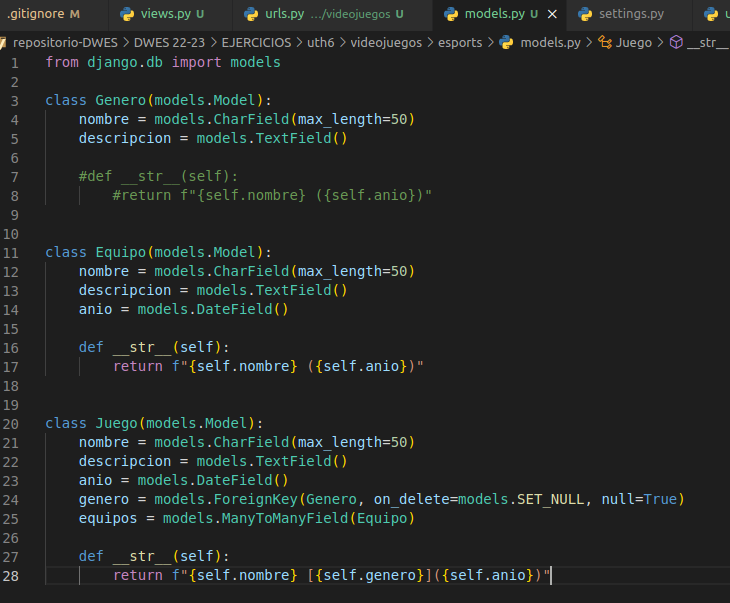 .gitignore M views.py U urls.py .../videojuegos U models.py U settings.py
repositorio-DWES > DWES 22-23 > EJERCICIOS > uth6 > videojuegos > esports > models.py > Juego > __str__
1 from django.db import models
2
3 class Genero(models.Model):
4     nombre = models.CharField(max_length=50)
5     descripcion = models.TextField()
6
7     #def __str__(self):
8         #return f"{self.nombre} ({self.anio})"
9
10
11 class Equipo(models.Model):
12     nombre = models.CharField(max_length=50)
13     descripcion = models.TextField()
14     anio = models.DateField()
15
16     def __str__(self):
17         return f"{self.nombre} ({self.anio})"
18
19
20 class Juego(models.Model):
21     nombre = models.CharField(max_length=50)
22     descripcion = models.TextField()
23     anio = models.DateField()
24     genero = models.ForeignKey(Genero, on_delete=models.SET_NULL, null=True)
25     equipos = models.ManyToManyField(Equipo)
26
27     def __str__(self):
28         return f"{self.nombre} [{self.genero}]({self.anio})"